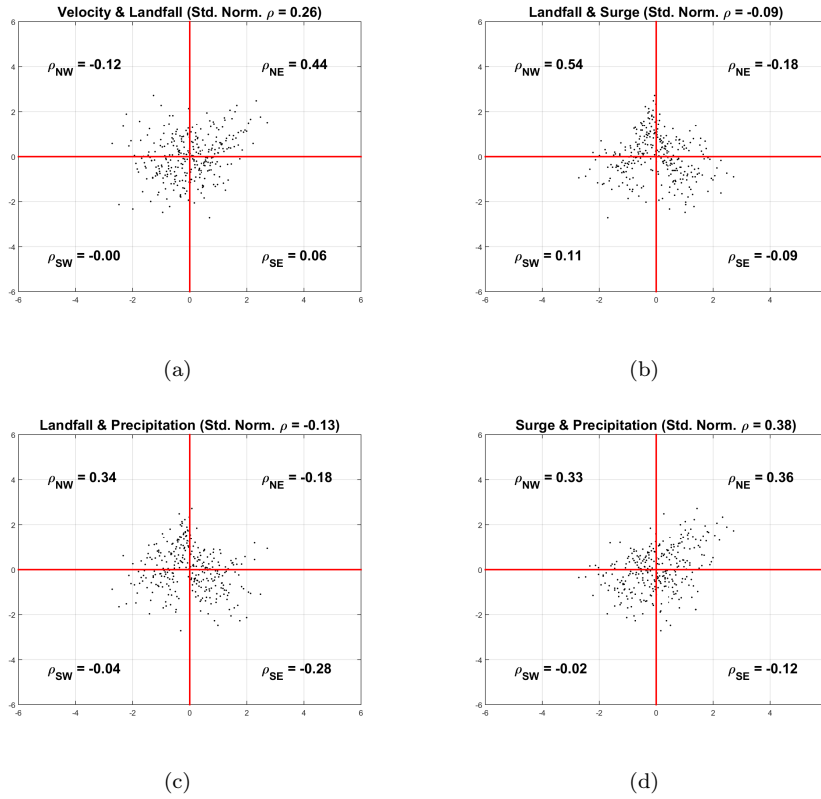 Velocity & Landfall (Std. Norm. ρ = 0.26)
6
ρNW = -0.12
ρNE = 0.44
4
2
0
-2
-4
ρSW = -0.00
ρSE = 0.06
-6
-6 -4 -2 0 2 4 6
(a)
Landfall & Surge (Std. Norm. ρ = -0.09)
6
ρNW = 0.54
ρNE = -0.18
4
2
0
-2
-4
ρSW = 0.11
ρSE = -0.09
-6
-6 -4 -2 0 2 4
(b)
Landfall & Precipitation (Std. Norm. ρ = -0.13)
6
ρNW = 0.34
ρNE = -0.18
4
2
0
-2
-4
ρSW = -0.04
ρSE = -0.28
-6
-6 -4 -2 0 2 4 6
(c)
Surge & Precipitation (Std. Norm. ρ = 0.38)
6
ρNW = 0.33
ρNE = 0.36
4
2
0
-2
-4
ρSW = -0.02
ρSE = -0.12
-6
-6 -4 -2 0 2 4
(d)